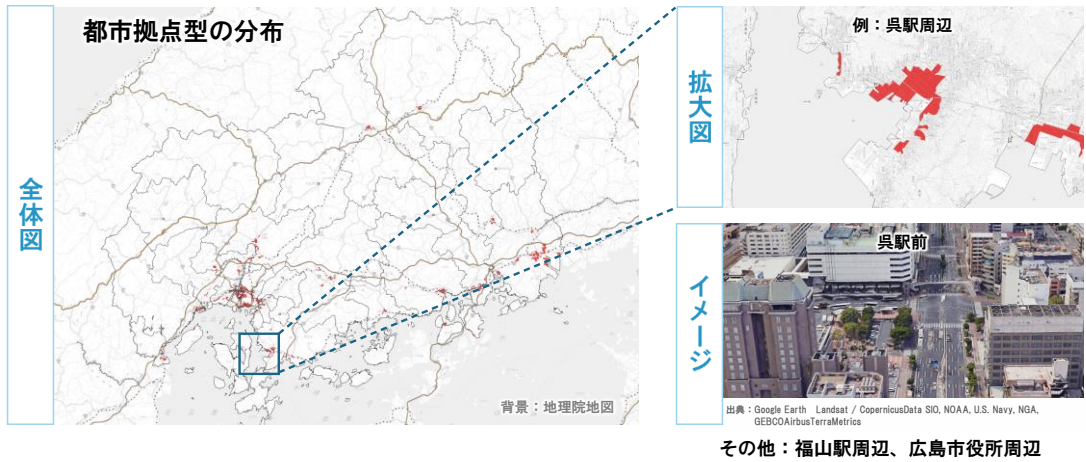 都市拠点型の分布
全体図
背景：地理院地図
拡大図
例：呉駅周辺
イメージ
呉駅前
出典：Google Earth Landsat / CopernicusData SIO, NOAA, U.S. Navy, NGA,
GEBCOAirbusTerraMetrics
その他：福山駅周辺、広島市役所周辺